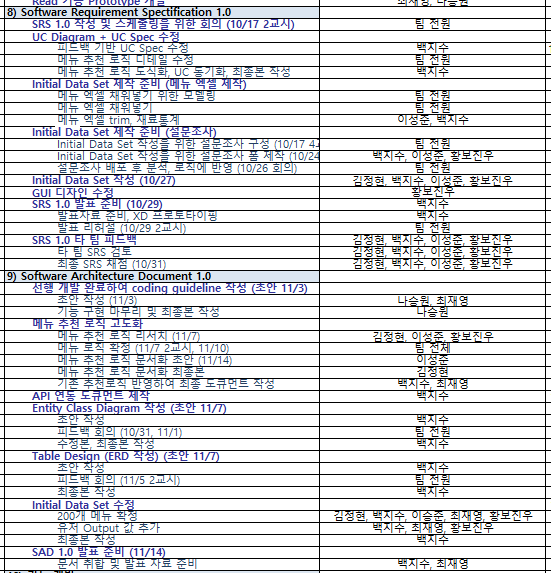 Read 기능 Prototype 개발 최재영, 나승원
8) Software Requirement Sepctification 1.0
SRS 1.0 작성 및 스케줄링을 위한 회의 (10/17 2교시) 팀 전원
UC Diagram + UC Spec 수정
피드백 기반 UC Spec 수정 백지수
메뉴 추천 로직 디테일 수정 팀 전원
메뉴 추천 로직 도식화, UC 동기화, 최종본 작성 백지수
Initial Data Set 제작 준비 (메뉴 엑셀 제작)
메뉴 엑셀 채워넣기 위한 모델링 팀 전원
메뉴 엑셀 채워넣기 팀 전원
메뉴 엑셀 trim, 재료통계 이성준, 백지수
Initial Data Set 제작 준비 (설문조사)
Initial Data Set 작성을 위한 설문조사 구성 (10/17 4 팀 전원
Initial Data Set 작성을 위한 설문조사 폼 제작 (10/24 백지수, 이성준, 황보진우
설문조사 배포 후 분석, 로직에 반영 (10/26 회의) 팀 전원
Initial Data Set 작성 (10/27) 김정현, 백지수, 이성준, 황보진우
GUI 디자인 수정 황보진우
SRS 1.0 발표 준비 (10/29) 백지수
발표자료 준비, XD 프로토타이핑 백지수
발표 리허설 (10/29 2교시) 팀 전원
SRS 1.0 타 팀 피드백 김정현, 백지수, 이성준, 황보진우
타 팀 SRS 검토 김정현, 백지수, 이성준, 황보진우
최종 SRS 채점 (10/31) 김정현, 백지수, 이성준, 황보진우
9) Software Architecture Document 1.0
선행 개발 완료하여 coding guideline 작성 (초안 11/3)
초안 작성 (11/3) 나승원, 최재영
기능 구현 마무리 및 최종본 작성 나승원
메뉴 추천 로직 고도화
메뉴 추천 로직 리서치 (11/7) 김정현, 이성준, 황보진우
메뉴 추천 로직 확정 (11/7 2교시, 11/10) 팀 전체
메뉴 추천 로직 문서화 초안 (11/14) 이성준
메뉴 추천 로직 문서화 최종본 김정현
기존 추천로직 반영하여 최종 도큐먼트 작성 백지수, 최재영
API 연동 도큐먼트 제작 백지수
Entity Class Diagram 작성 (초안 11/7)
초안 작성 백지수
피드백 회의 (10/31, 11/1) 팀 전원
수정본, 최종본 작성 백지수
Table Design (ERD 작성) (초안 11/7)
초안 작성 백지수
피드백 회의 (11/5 2교시) 팀 전원
최종본 작성 백지수
Initial Data Set 수정
200개 메뉴 확정 김정현, 백지수, 이승준, 최재영, 황보진우
유저 Output 값 추가 백지수, 최재영, 황보진우
최종본 작성 백지수
SAD 1.0 발표 준비 (11/14)
문서 취합 및 발표 자료 준비 백지수, 최재영